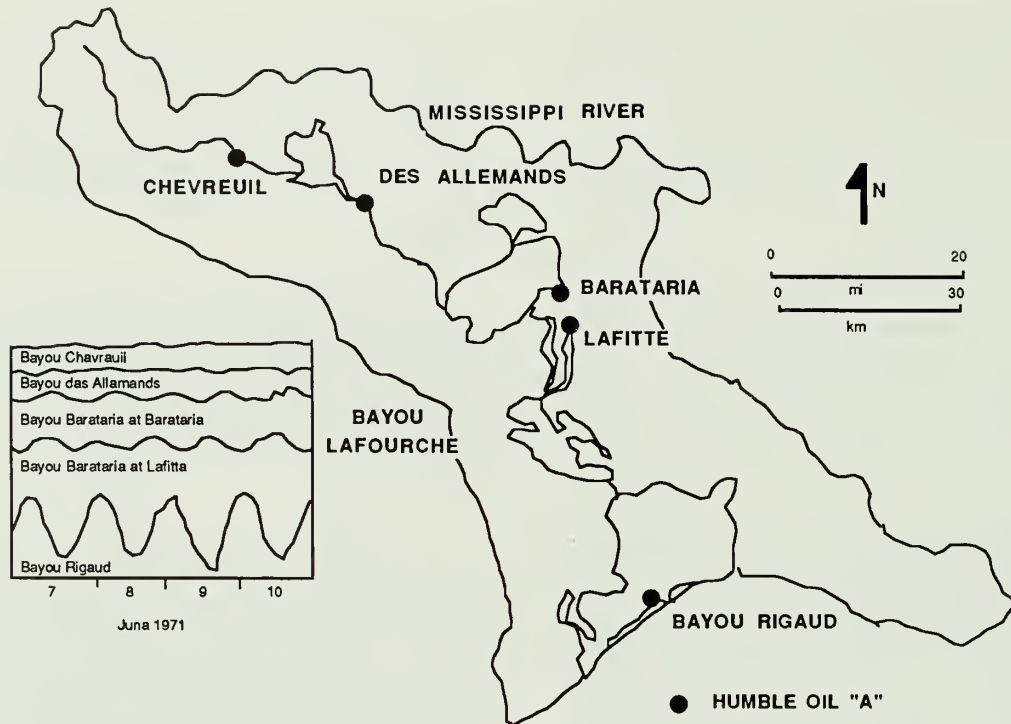 MISSISSIPPI RIVER
CHEVREUIL
DES ALLEMANDS
N
0 20
mi
0 30
km
BARATARIA
LAFITTE
Bayou Chavrauii
Bayou das Allamands
Bayou Barataria at Barataria
Bayou Barataria at Lafitta
Bayou Rigaud
7 8 9 10
Juna 1971
BAYOU
LAFOURCHE
BAYOU RIGAUD
HUMBLE OIL "A"